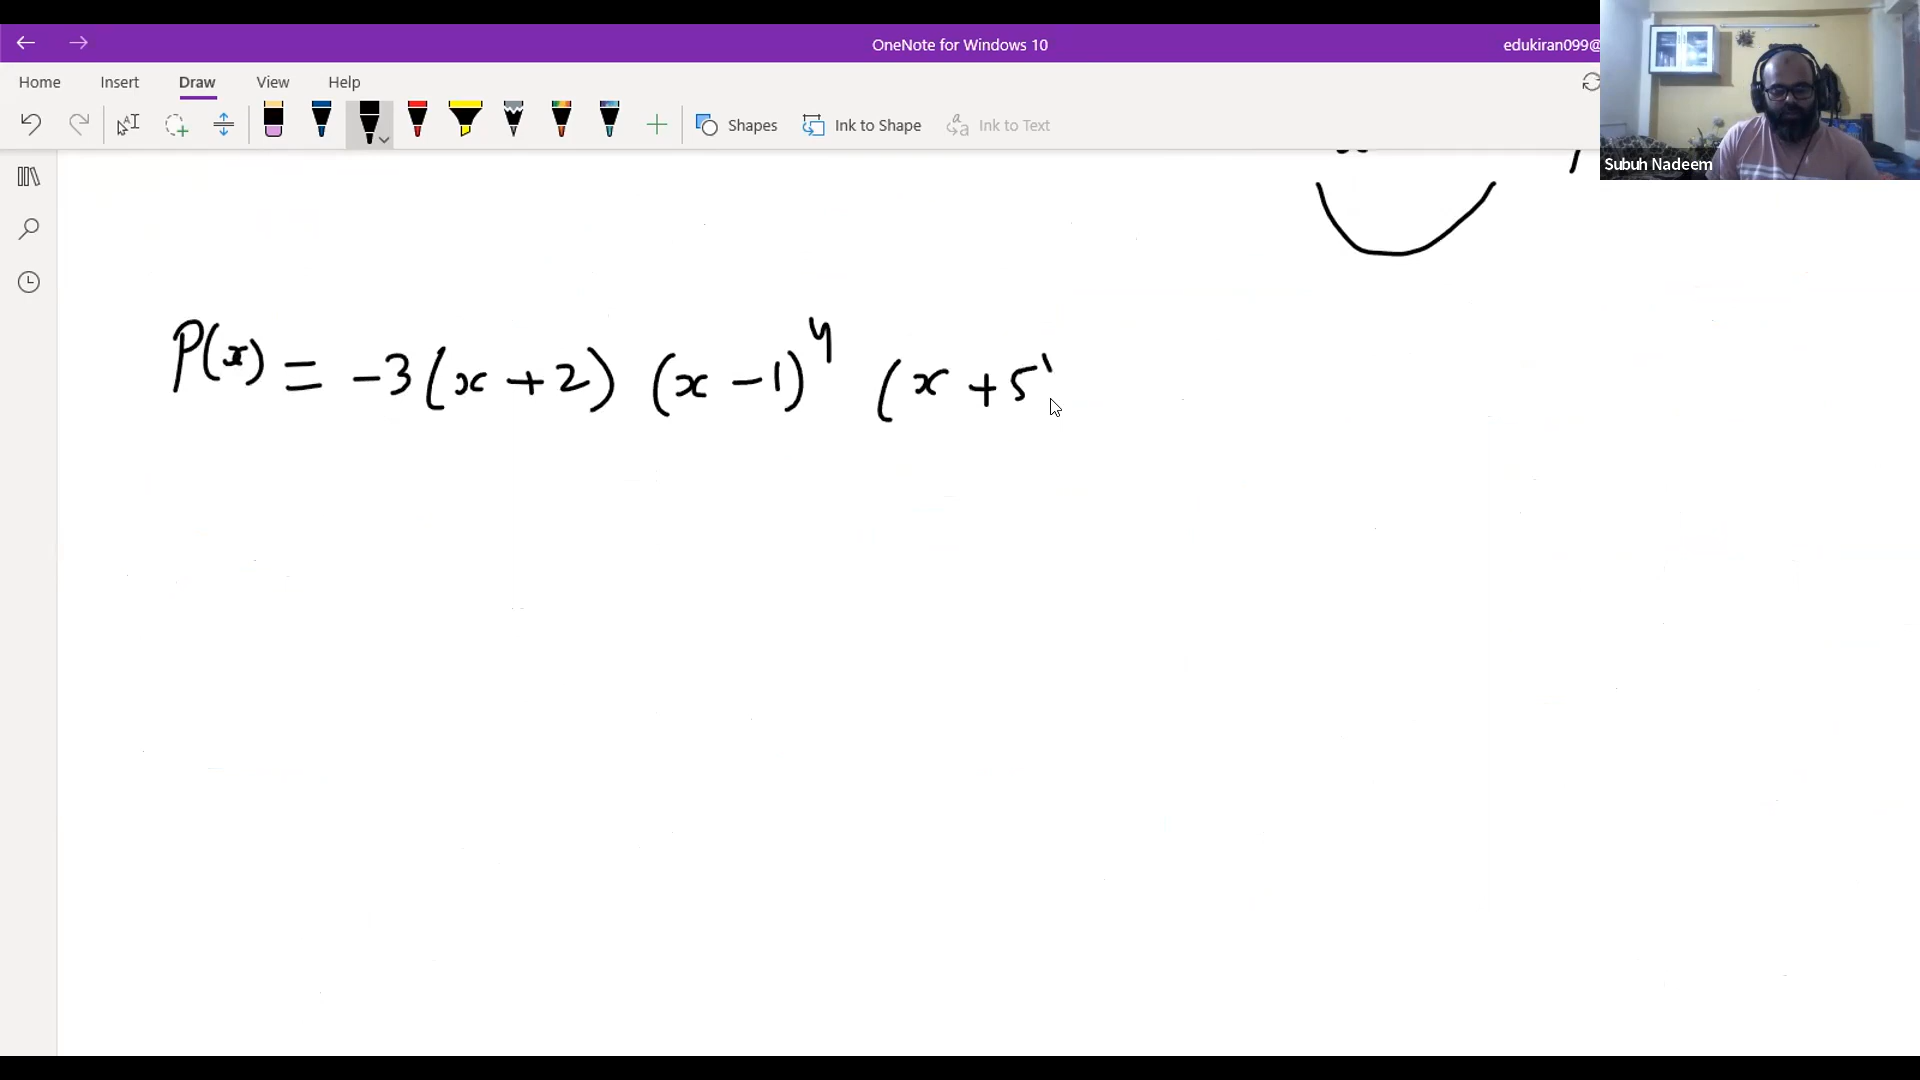 OneNote for Windows 10
edukiran099@
Home Insert Draw View Help
Shapes Ink to Shape Ink to Text
Subuh Nadeem
P(x) = -3(x+2) (x-1)⁴ (x+5